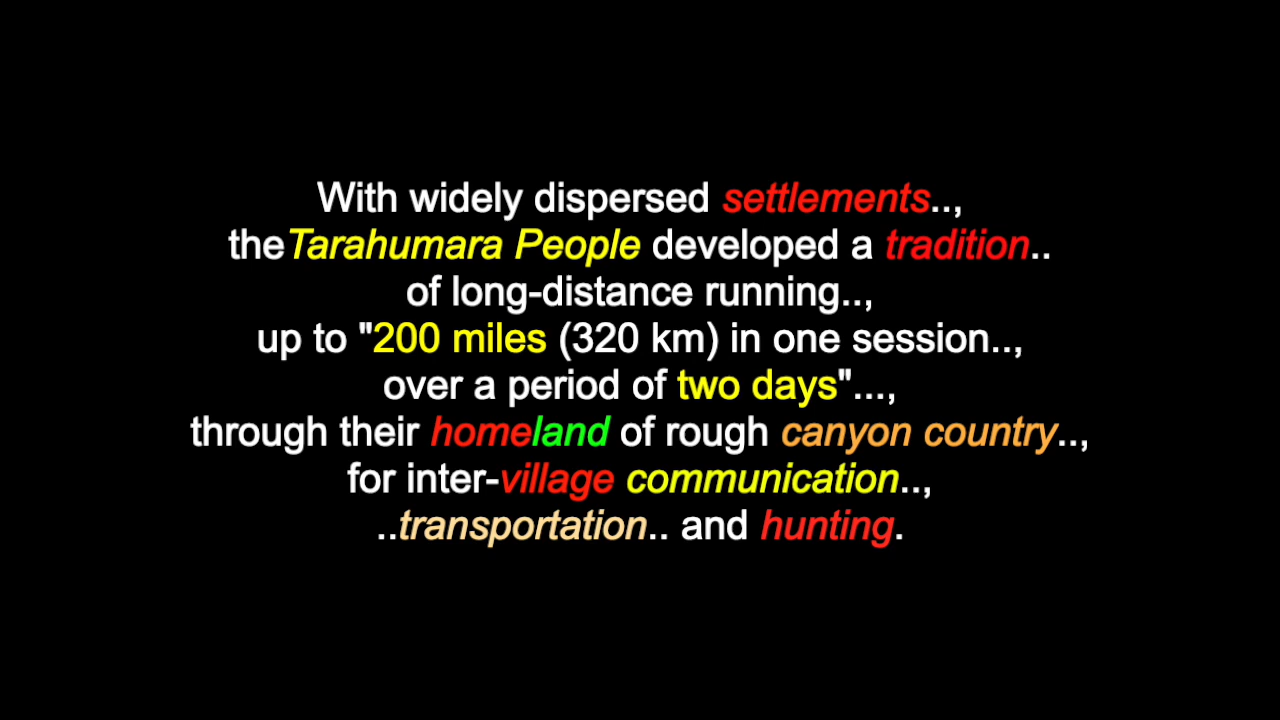 With widely dispersed settlements..,
theTarahumara People developed a tradition..
of long-distance running..,
up to "200 miles (320 km) in one session..,
over a period of two days"...,
through their homeland of rough canyon country..,
for inter-village communication..,
..transportation.. and hunting.